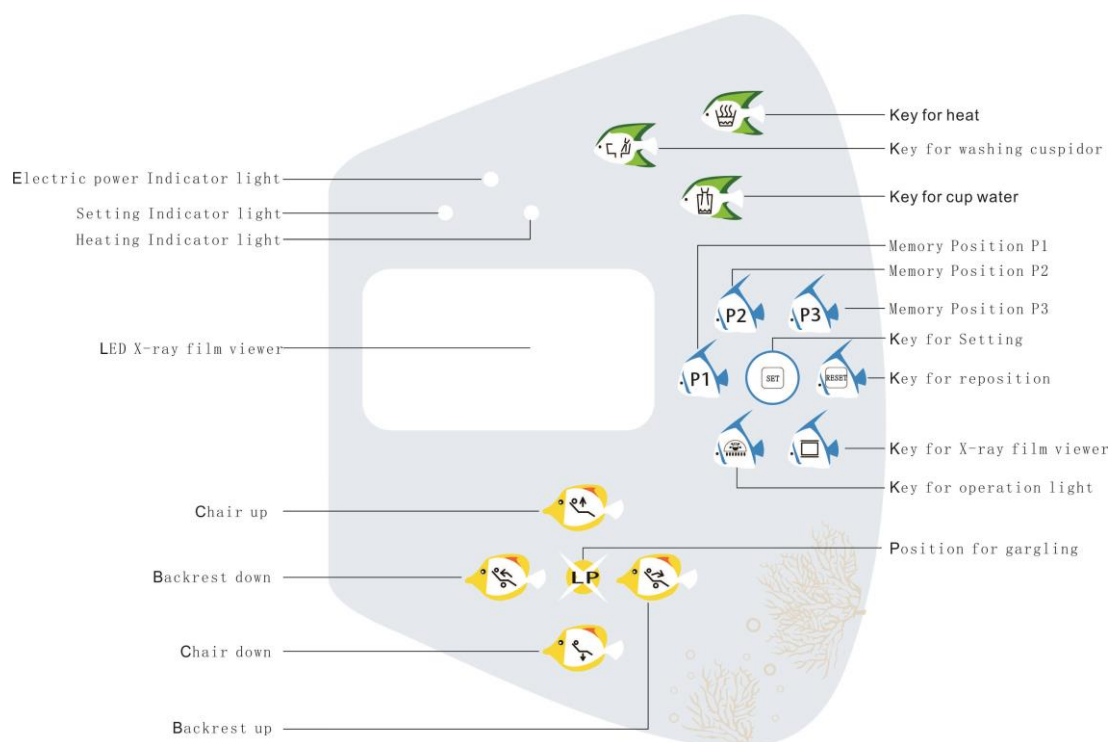 Key for heat
Key for washing cuspidor
Electric power Indicator light
Key for cup water
Setting Indicator light
Heating Indicator light
Memory Position P1
Memory Position P2
Memory Position P3
P2
P3
Key for Setting
LED X-ray film viewer
P1
SET
RESET
Key for reposition
Key for X-ray film viewer
Key for operation light
Chair up
Position for gargling
Backrest down
LP
Chair down
Backrest up